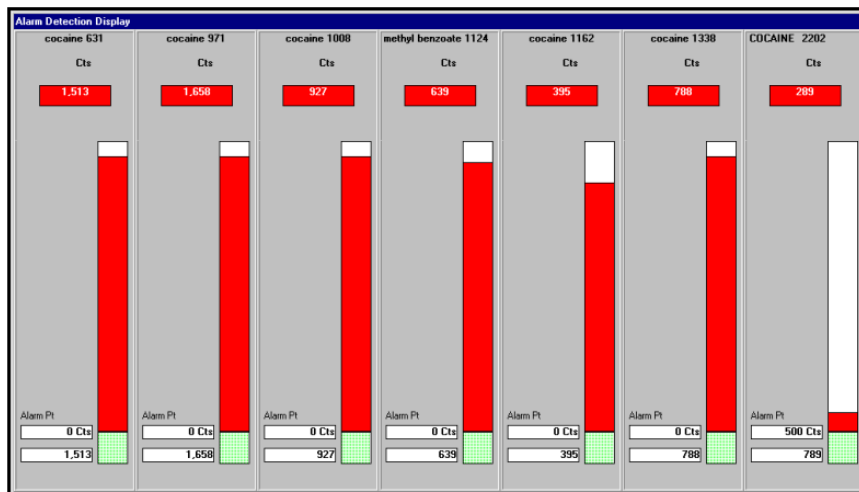 Alarm Detection Display
cocaine 631 cocaine 971 cocaine 1008 methyl benzoate 1124 cocaine 1162 cocaine 1338 COCAINE 2202
Cts Cts Cts Cts Cts Cts Cts
1,513 1,658 927 639 395 788 289
Alarm Pt Alarm Pt Alarm Pt Alarm Pt Alarm Pt Alarm Pt Alarm Pt
0 Cts 0 Cts 0 Cts 0 Cts 0 Cts 0 Cts 500 Cts
1,513 1,658 927 639 395 788 789